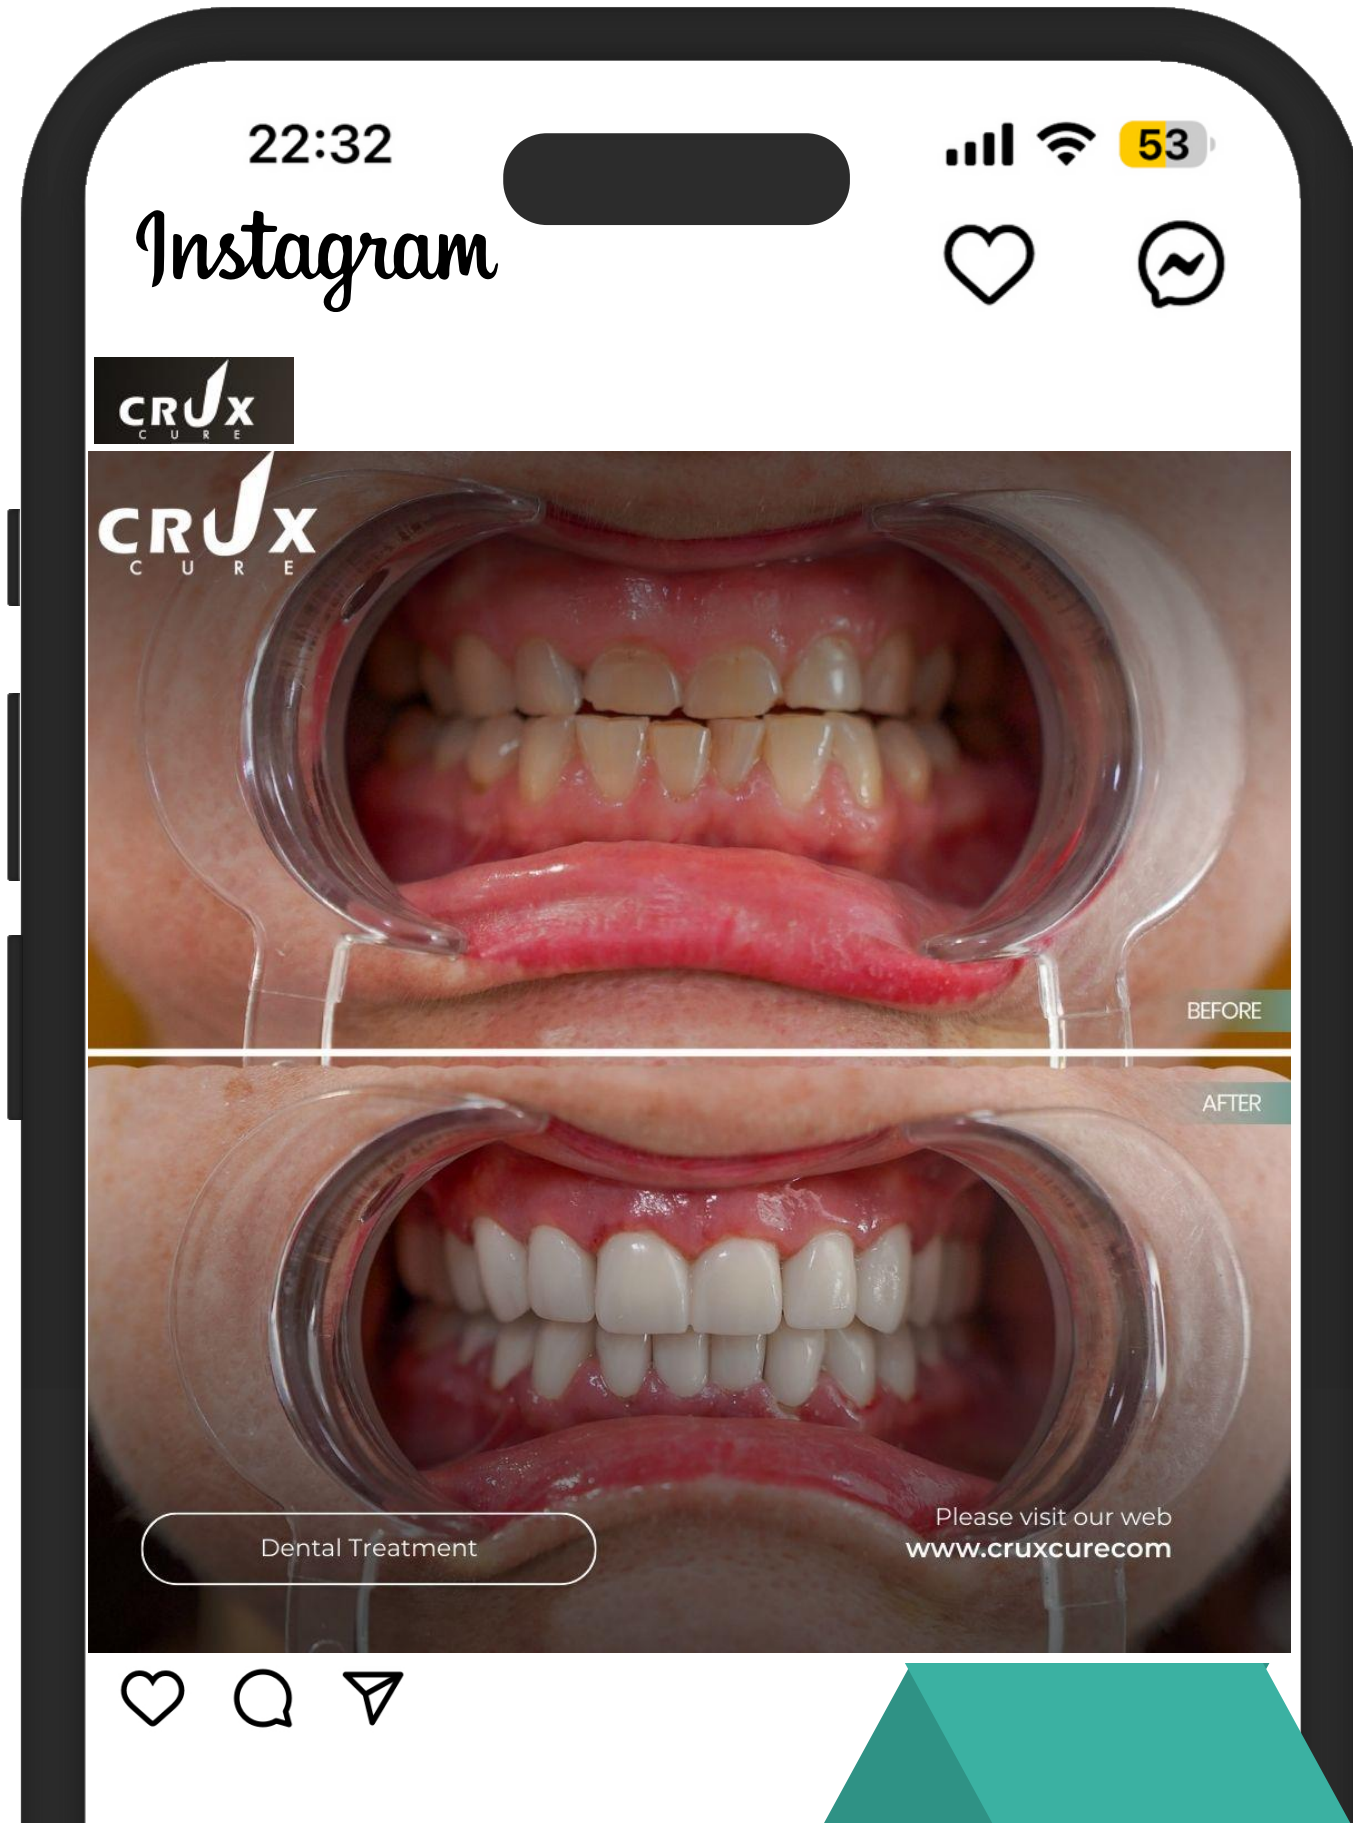 22:32
53
Instagram
CRUX
CURE
CRUX
CURE
BEFORE
AFTER
Dental Treatment
Please visit our web
www.cruxcurecom